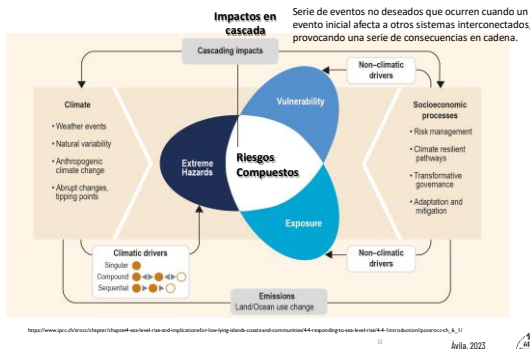 Impactos en
cascada
Serie de eventos no deseados que ocurren cuando un
evento inicial afecta a otros sistemas interconectados,
provocando una serie de consecuencias en cadena.
Cascading impacts
Non–climatic
drivers
Climate
• Weather events
• Natural variability
• Anthropogenic
climate change
• Abrupt changes,
tipping points
Vulnerability
Extreme
Hazards
Riesgos
Compuestos
Exposure
Socioeconomic
processes
• Risk management
• Climate resilient
pathways
• Transformative
governance
• Adaptation and
mitigation
Climatic drivers
Singular
Compound
Sequential
Non–climatic
drivers
Emissions
Land/Ocean use change
Ávila, 2023